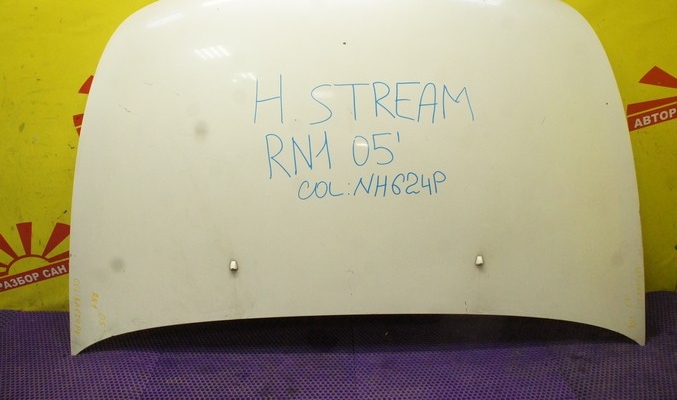 H STREAM
RN1 05'
COL: NH624P
АВТОР
РАЗБОР САН